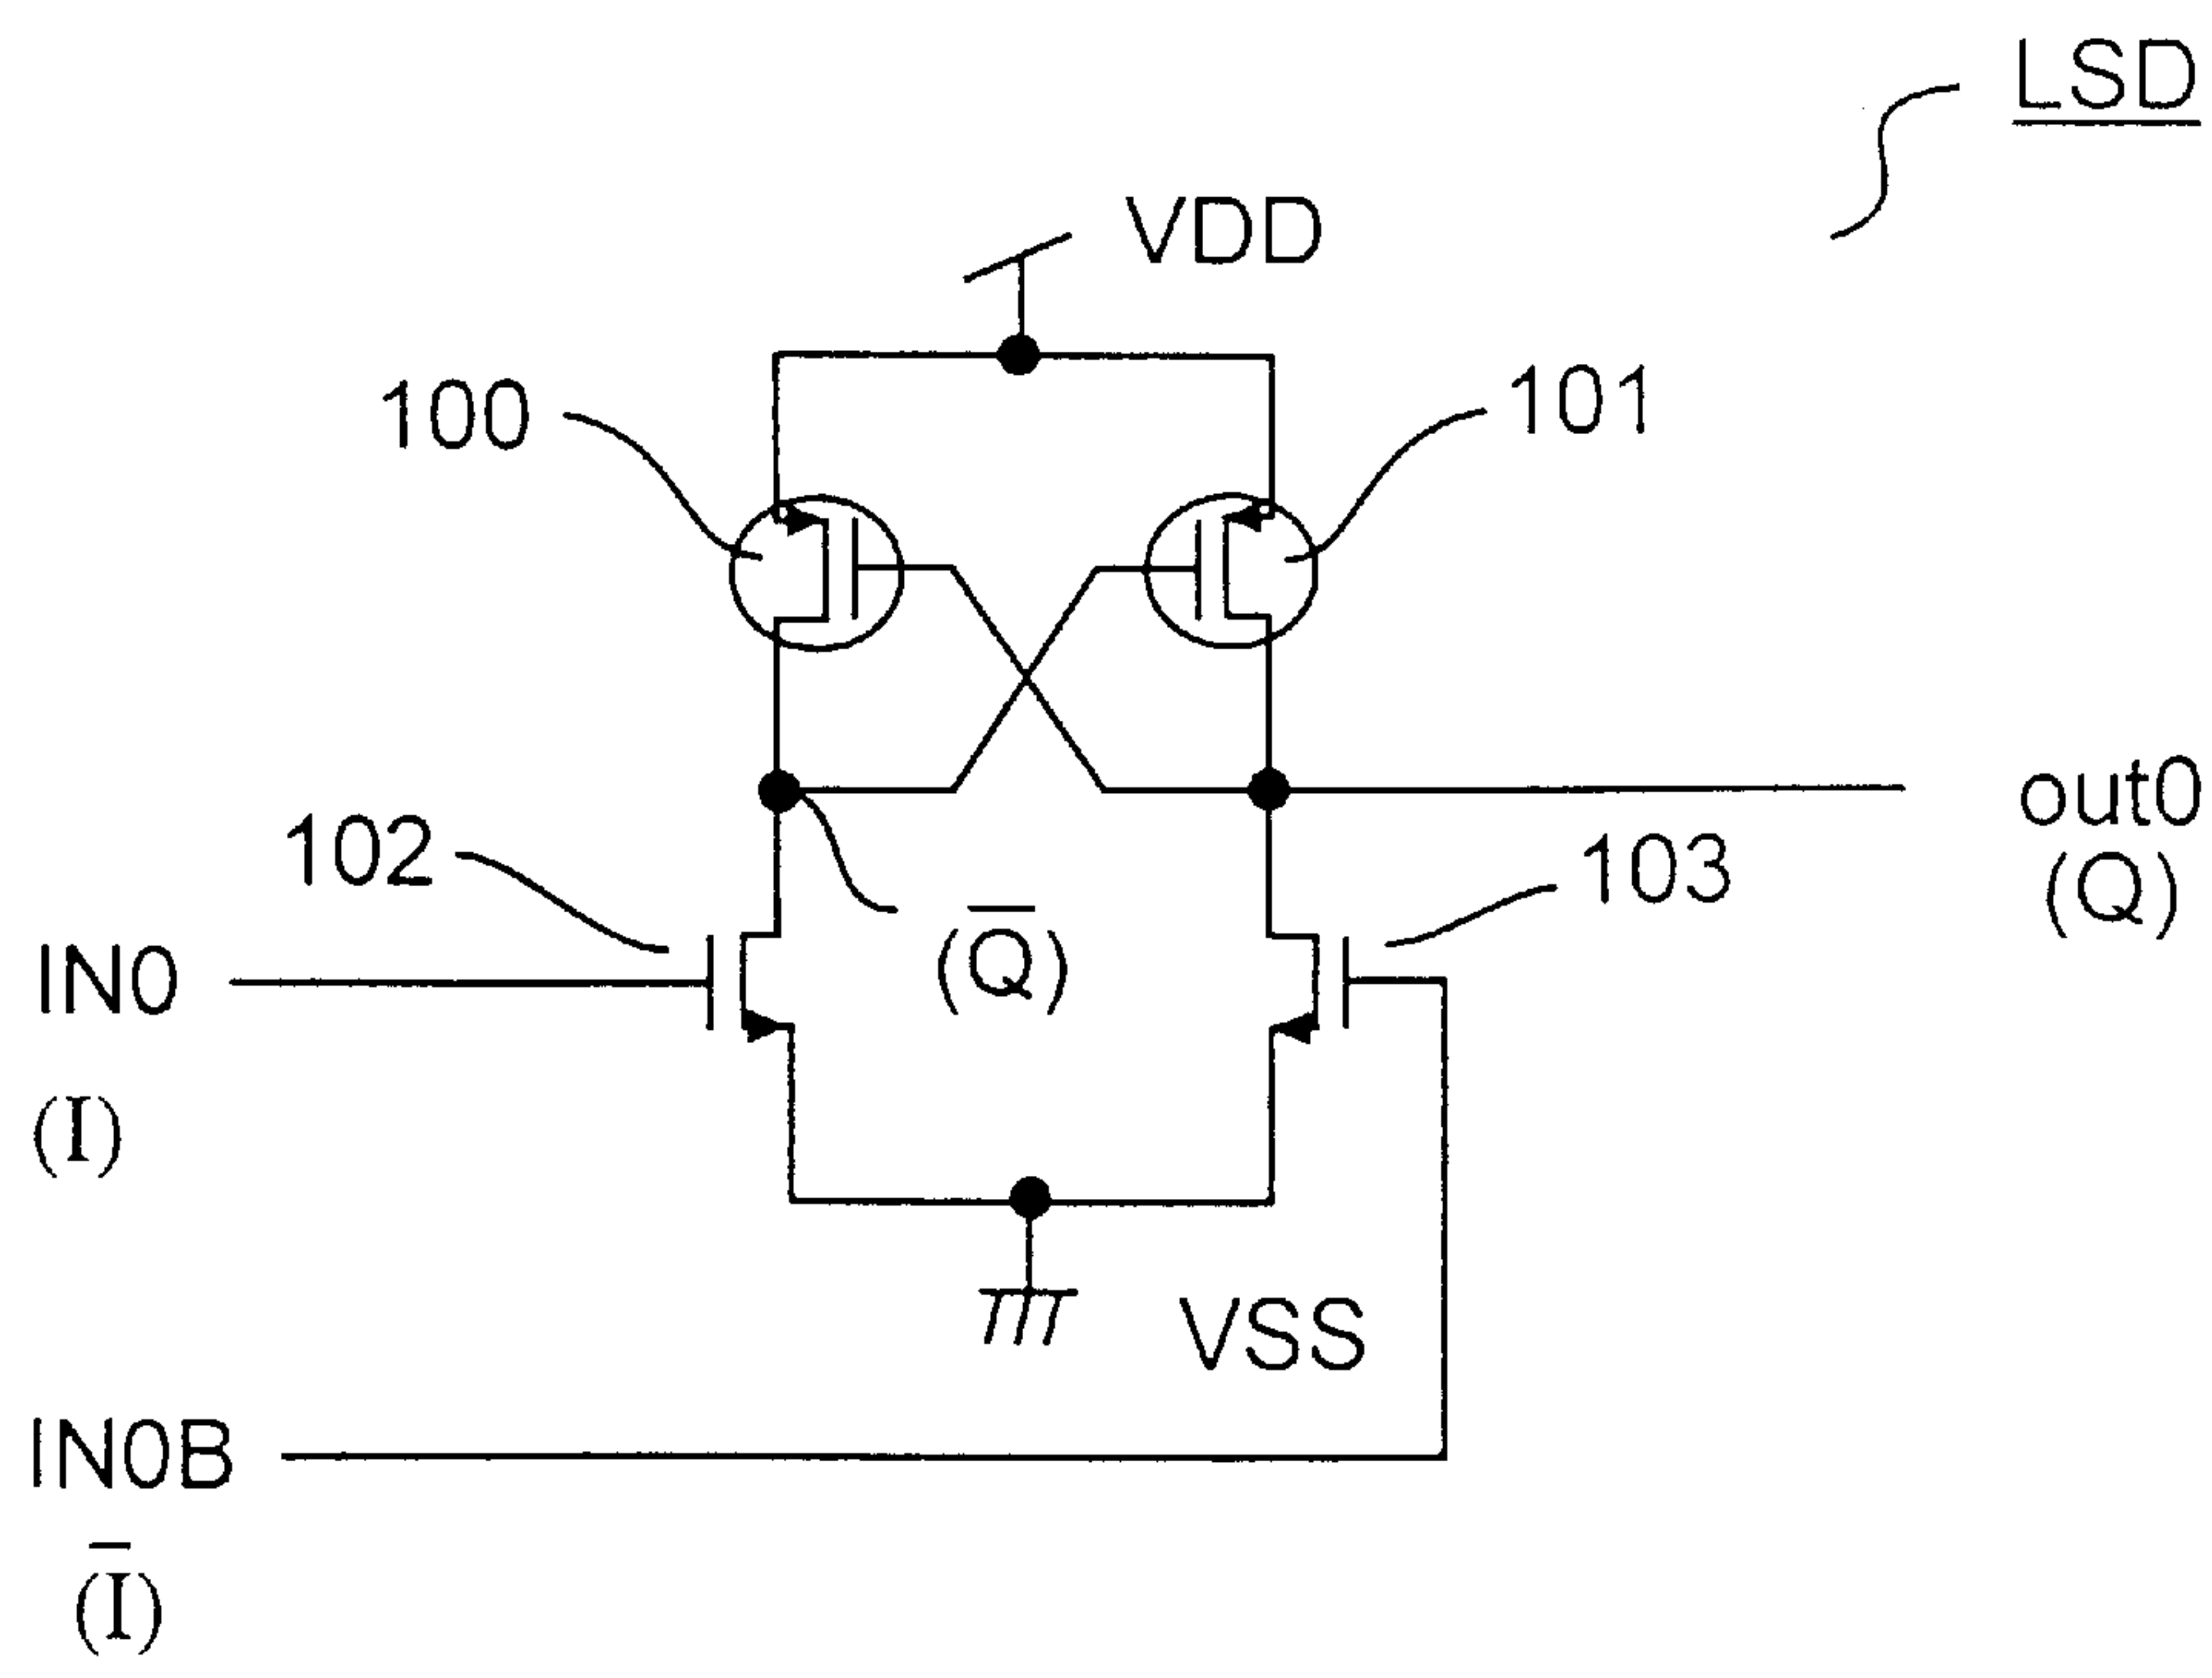 LSD
VDD
100
101
out0
(Q)
102
103
(Q̅)
IN0
(I)
VSS
IN0B
(I̅)